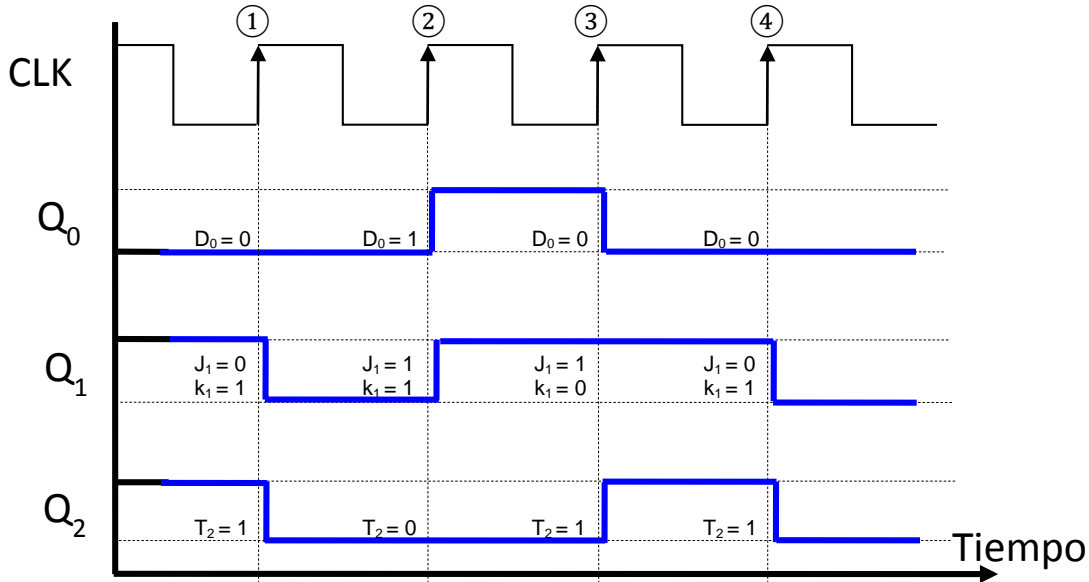 ① ② ③ ④
CLK
Q₀
D₀ = 0 D₀ = 1 D₀ = 0 D₀ = 0
Q₁
J₁ = 0 J₁ = 1 J₁ = 1 J₁ = 0
k₁ = 1 k₁ = 1 k₁ = 0 k₁ = 1
Q₂
T₂ = 1 T₂ = 0 T₂ = 1 T₂ = 1
Tiempo